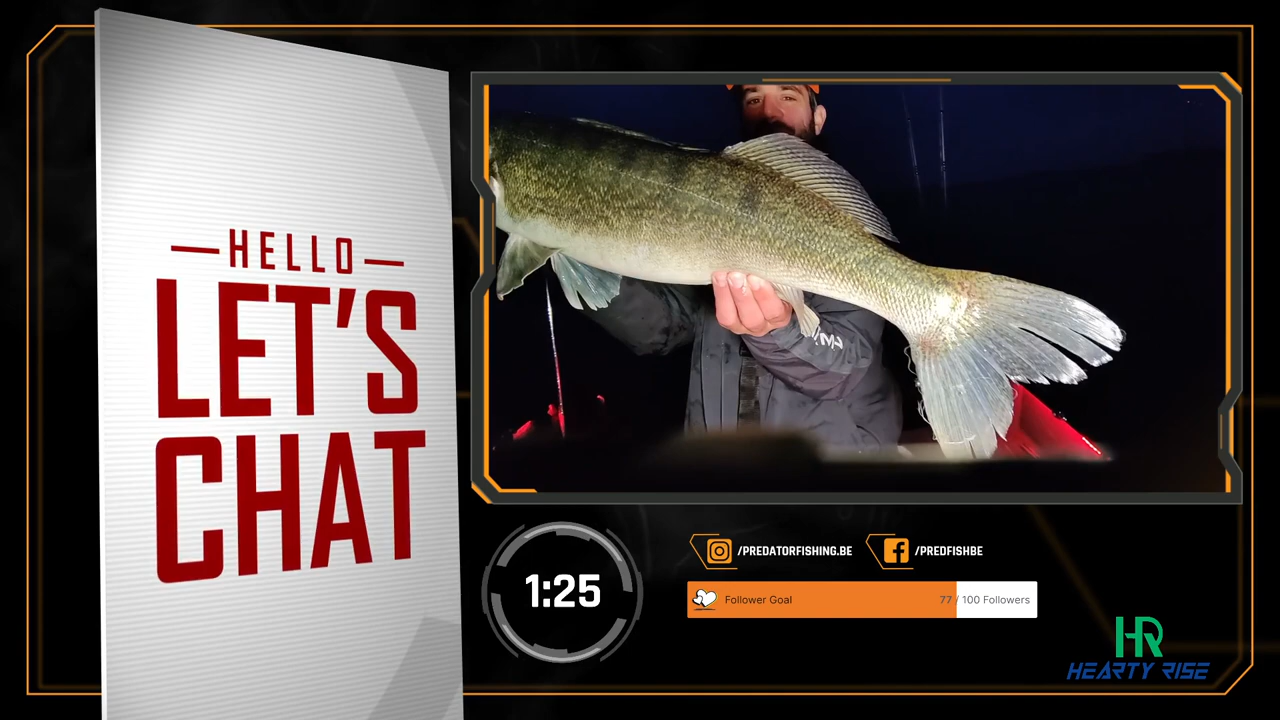 HELLO
LET'S
CHAT
1:25
/PREDATORFISHING.BE
/PREDFISHBE
Follower Goal
77 / 100 Followers
HR
HEARTY RISE